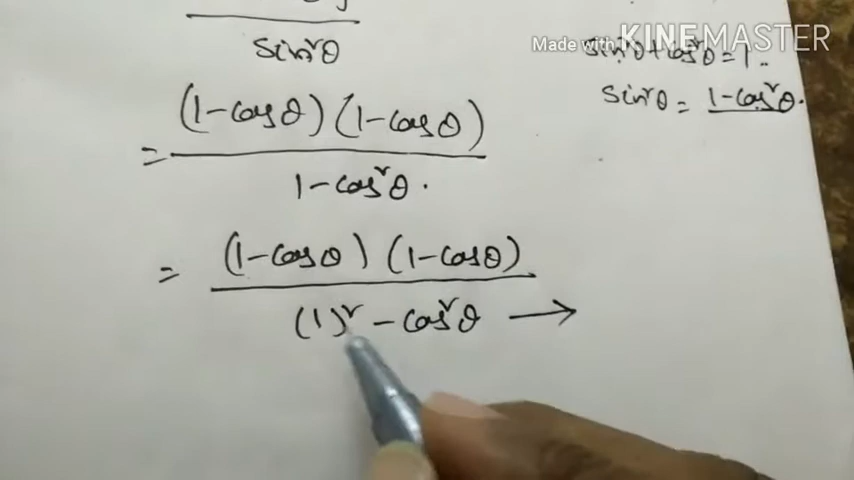 sin²θ
Made with KINEMASTER
sin²θ + cos²θ = 1 ..
sin²θ = 1 - cos²θ.
= (1-cosθ) (1-cosθ)
1 - cos²θ.
= (1-cosθ) (1-cosθ)
(1)² - cos²θ →